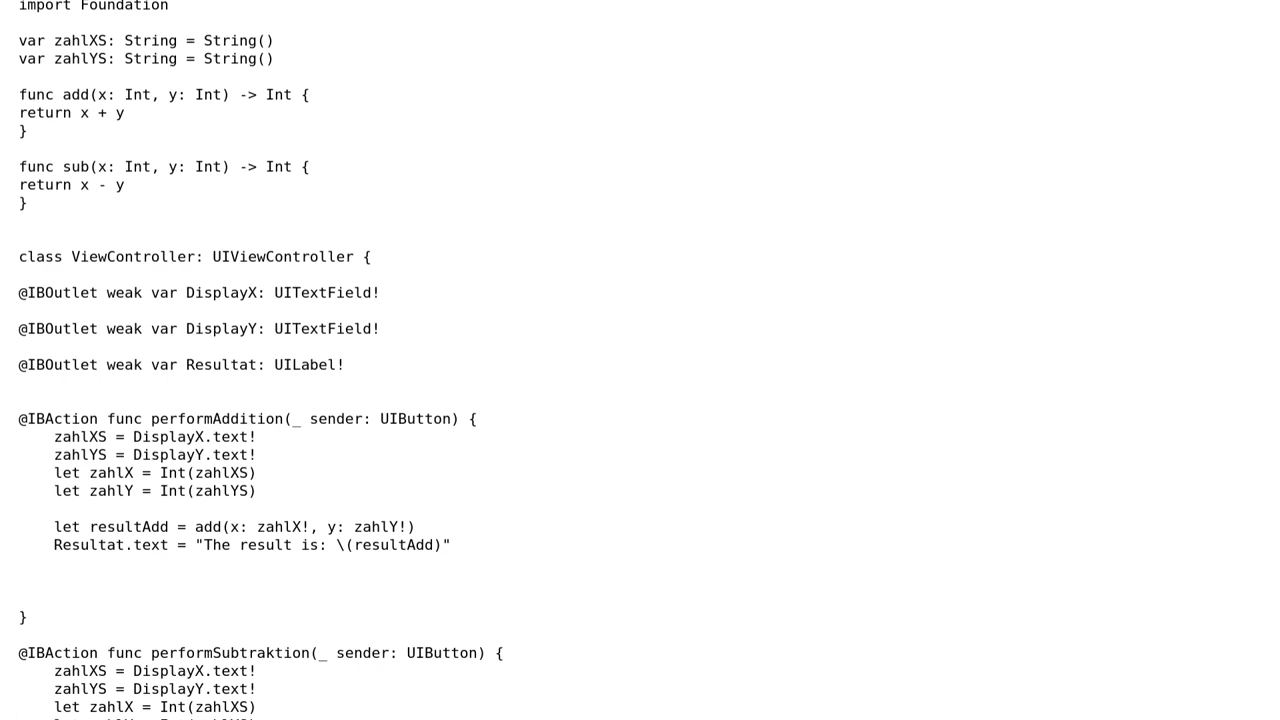 import Foundation
var zahlXS: String = String()
var zahlYS: String = String()
func add(x: Int, y: Int) -> Int {
return x + y
}
func sub(x: Int, y: Int) -> Int {
return x - y
}
class ViewController: UIViewController {
@IBOutlet weak var DisplayX: UITextField!
@IBOutlet weak var DisplayY: UITextField!
@IBOutlet weak var Resultat: UILabel!
@IBAction func performAddition(_ sender: UIButton) {
    zahlXS = DisplayX.text!
    zahlYS = DisplayY.text!
    let zahlX = Int(zahlXS)
    let zahlY = Int(zahlYS)
    let resultAdd = add(x: zahlX!, y: zahlY!)
    Resultat.text = "The result is: \(resultAdd)"
}
@IBAction func performSubtraktion(_ sender: UIButton) {
    zahlXS = DisplayX.text!
    zahlYS = DisplayY.text!
    let zahlX = Int(zahlXS)